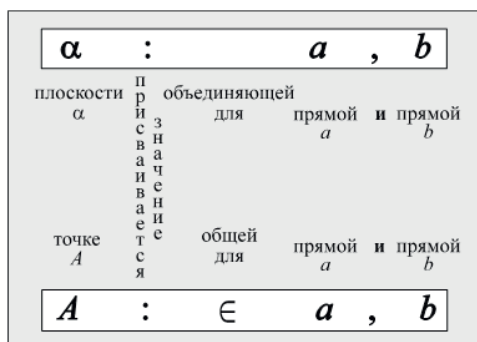 α : a , b
плоскости α
присваивается
значение
объединяющей для
прямой a
и
прямой b
точке A
общей для
прямой a
и
прямой b
A : ∈ a , b